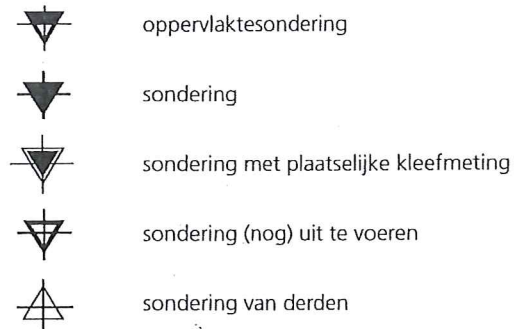 oppervlaktesondering
sondering
sondering met plaatselijke kleefmeting
sondering (nog) uit te voeren
sondering van derden